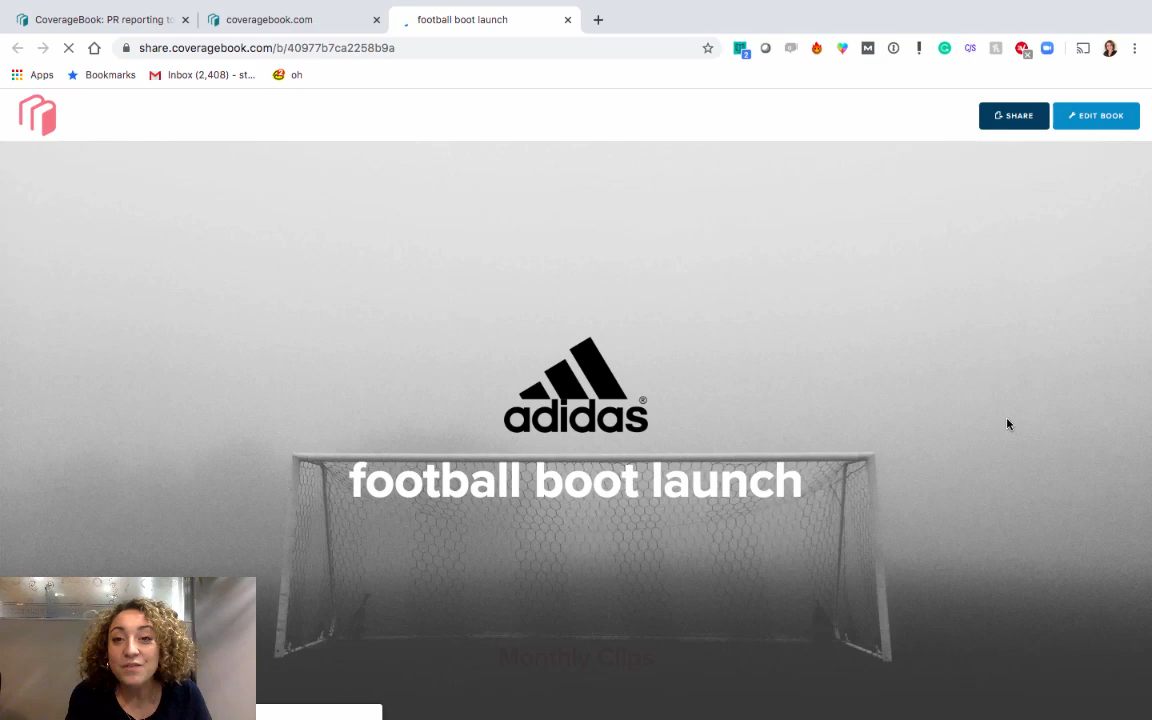 CoverageBook: PR reporting to
coveragebook.com
football boot launch
share.coveragebook.com/b/40977b7ca2258b9a
Apps
Bookmarks
Inbox (2,408) - st...
oh
SHARE
EDIT BOOK
adidas®
football boot launch
Monthly Clips